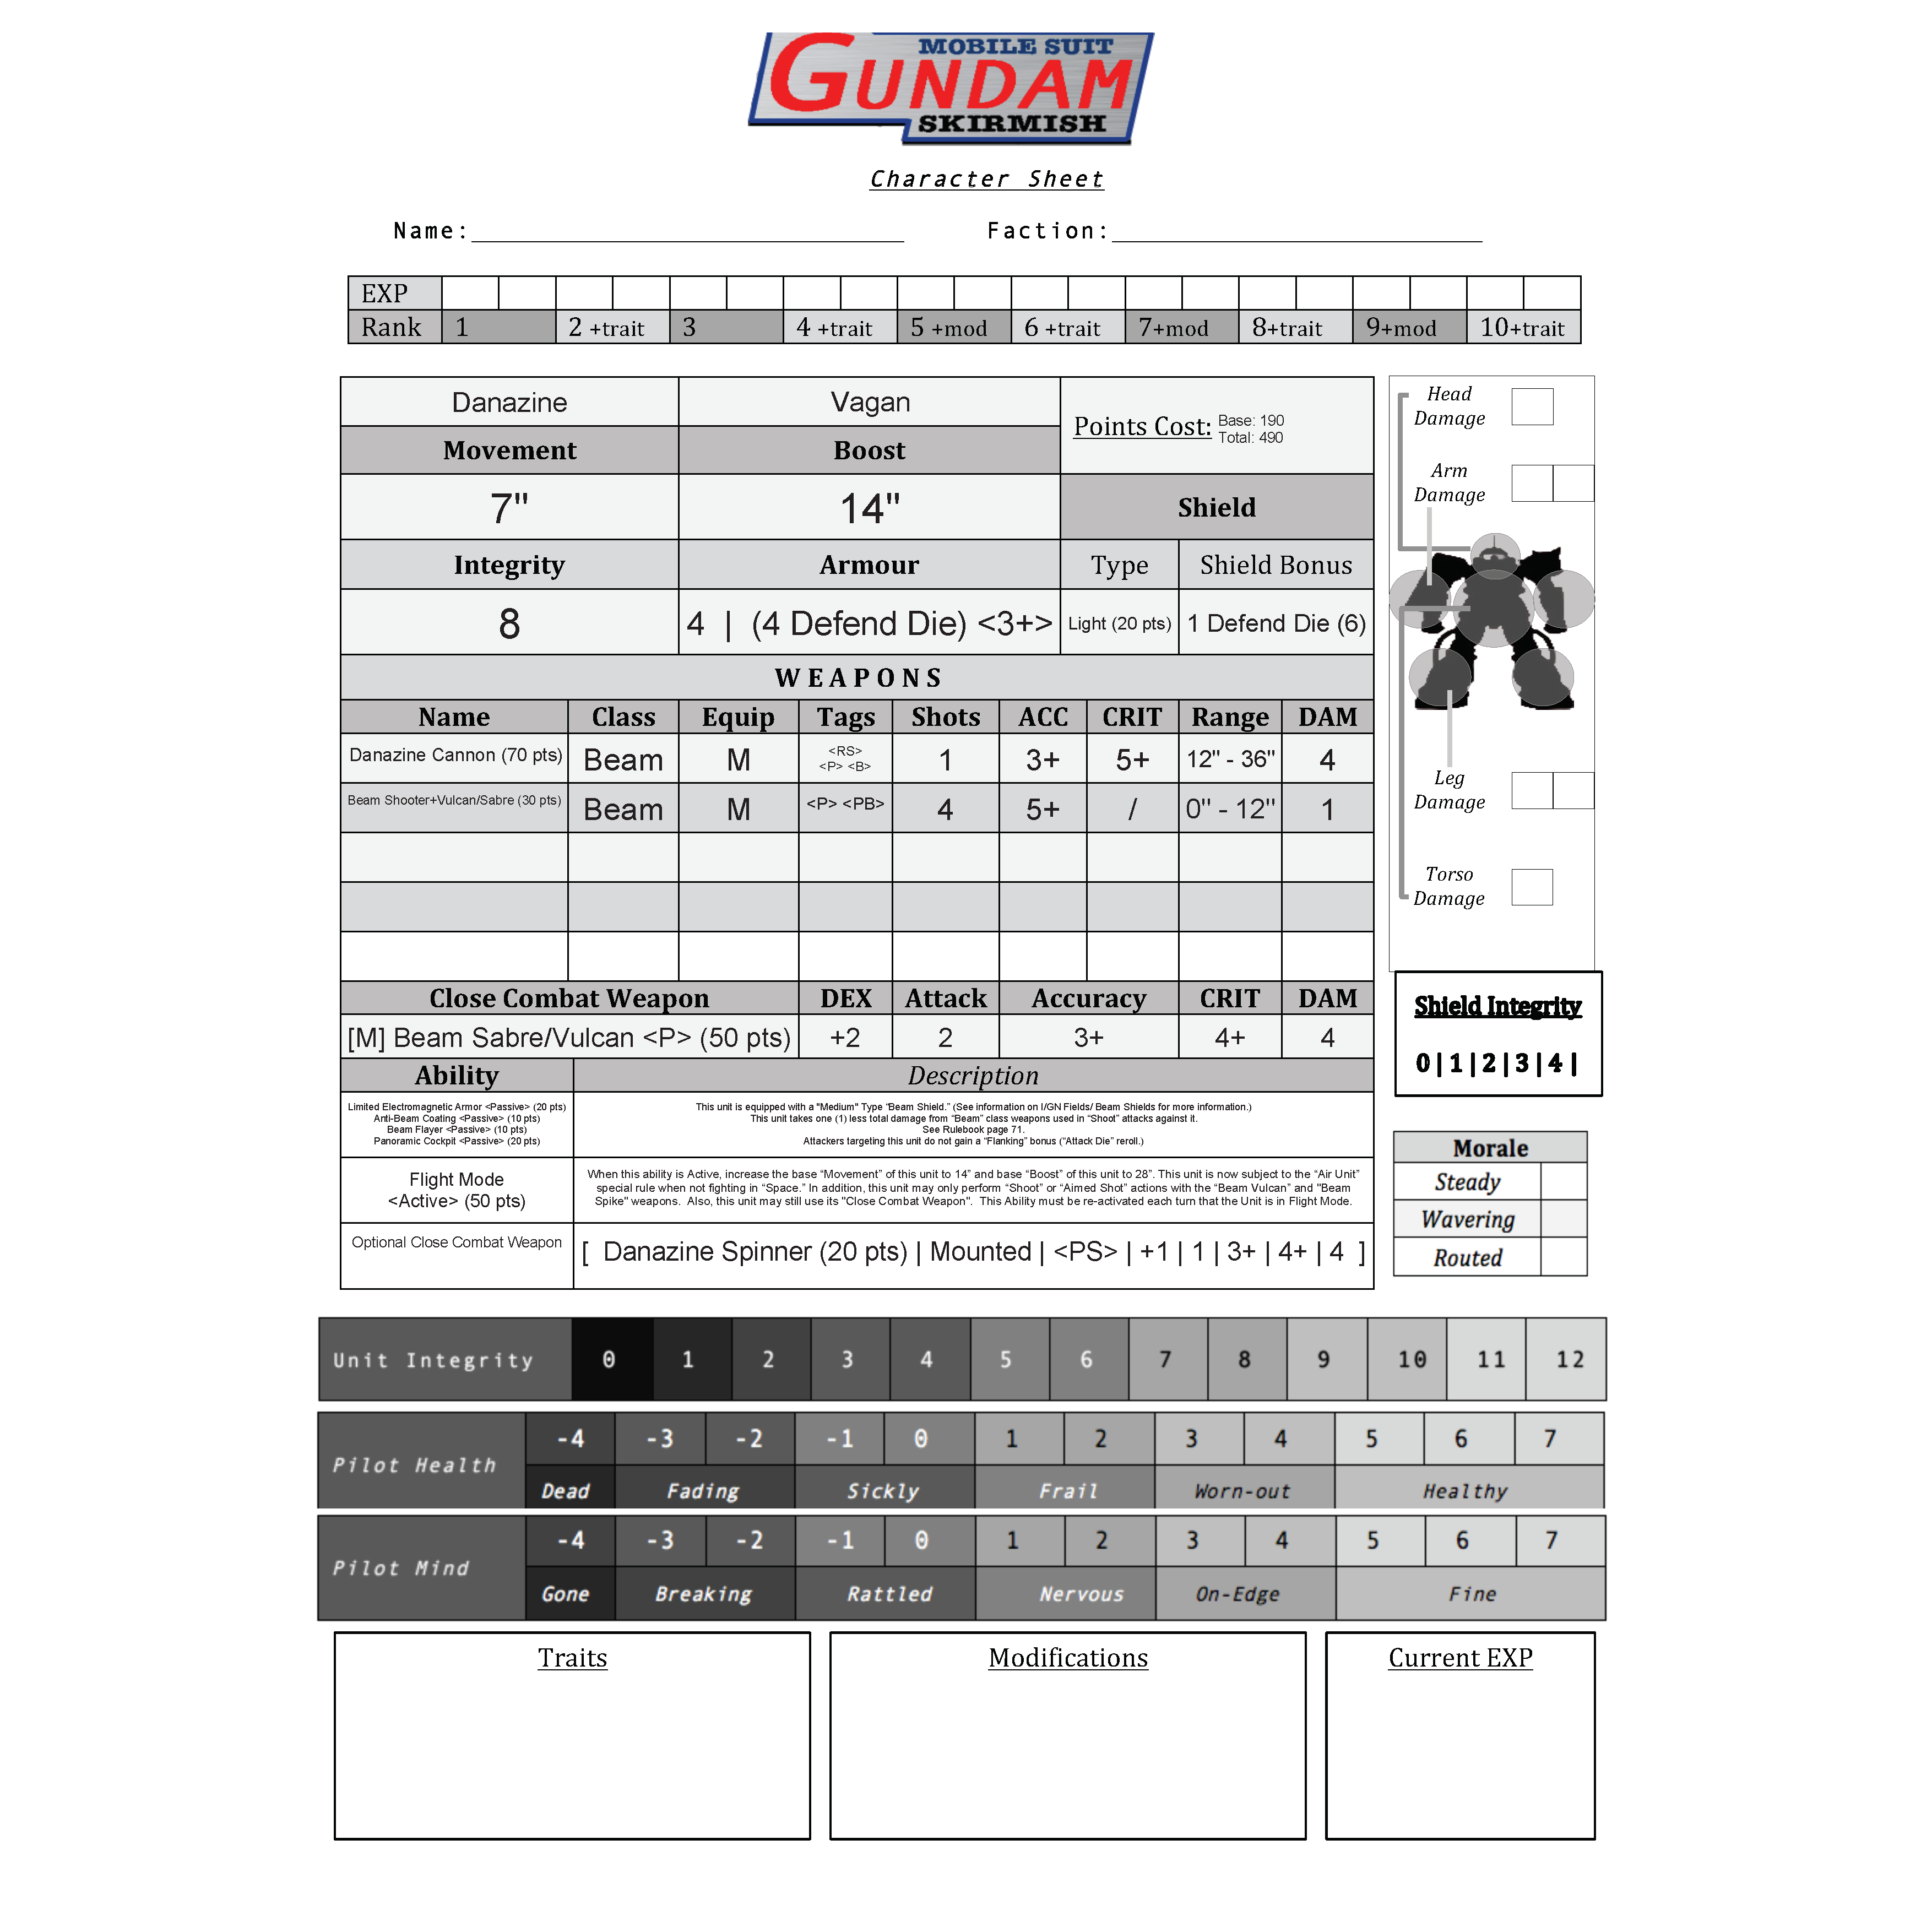 MOBILE SUIT
GUNDAM
SKIRMISH
Character Sheet
Name: Faction:
EXP
Rank 1 2 +trait 3 4 +trait 5 +mod 6 +trait 7+mod 8+trait 9+mod 10+trait
Danazine Vagan Points Cost: Base: 190
Total: 490
Movement Boost
7" 14" Shield
Integrity Armour Type Shield Bonus
8 4 | (4 Defend Die) <3+> Light (20 pts) 1 Defend Die (6)
WEAPONS
Name Class Equip Tags Shots ACC CRIT Range DAM
Danazine Cannon (70 pts) Beam M <RS>
<P> <B> 1 3+ 5+ 12" - 36" 4
Beam Shooter+Vulcan/Sabre (30 pts) Beam M <P> <PB> 4 5+ / 0" - 12" 1
Close Combat Weapon DEX Attack Accuracy CRIT DAM
[M] Beam Sabre/Vulcan <P> (50 pts) +2 2 3+ 4+ 4
Ability Description
Limited Electromagnetic Armor <Passive> (20 pts) This unit is equipped with a "Medium" Type "Beam Shield." (See information on I/GN Fields/ Beam Shields for more information.)
Anti-Beam Coating <Passive> (10 pts) This unit takes one (1) less total damage from "Beam" class weapons used in "Shoot" attacks against it.
Beam Flayer <Passive> (10 pts) See Rulebook page 71.
Panoramic Cockpit <Passive> (20 pts) Attackers targeting this unit do not gain a "Flanking" bonus ("Attack Die" reroll.)
Flight Mode
<Active> (50 pts)
When this ability is Active, increase the base “Movement” of this unit to 14” and base “Boost” of this unit to 28”. This unit is now subject to the “Air Unit”
special rule when not fighting in “Space.” In addition, this unit may only perform “Shoot” or “Aimed Shot” actions with the “Beam Vulcan” and "Beam
Spike" weapons. Also, this unit may still use its "Close Combat Weapon". This Ability must be re-activated each turn that the Unit is in Flight Mode.
Optional Close Combat Weapon [ Danazine Spinner (20 pts) | Mounted | <PS> | +1 | 1 | 3+ | 4+ | 4 ]
Head
Damage
Arm
Damage
Leg
Damage
Torso
Damage
Shield Integrity
0 | 1 | 2 | 3 | 4 |
Morale
Steady
Wavering
Routed
Unit Integrity 0 1 2 3 4 5 6 7 8 9 10 11 12
Pilot Health -4 -3 -2 -1 0 1 2 3 4 5 6 7
Dead Fading Sickly Frail Worn-out Healthy
Pilot Mind -4 -3 -2 -1 0 1 2 3 4 5 6 7
Gone Breaking Rattled Nervous On-Edge Fine
Traits Modifications Current EXP